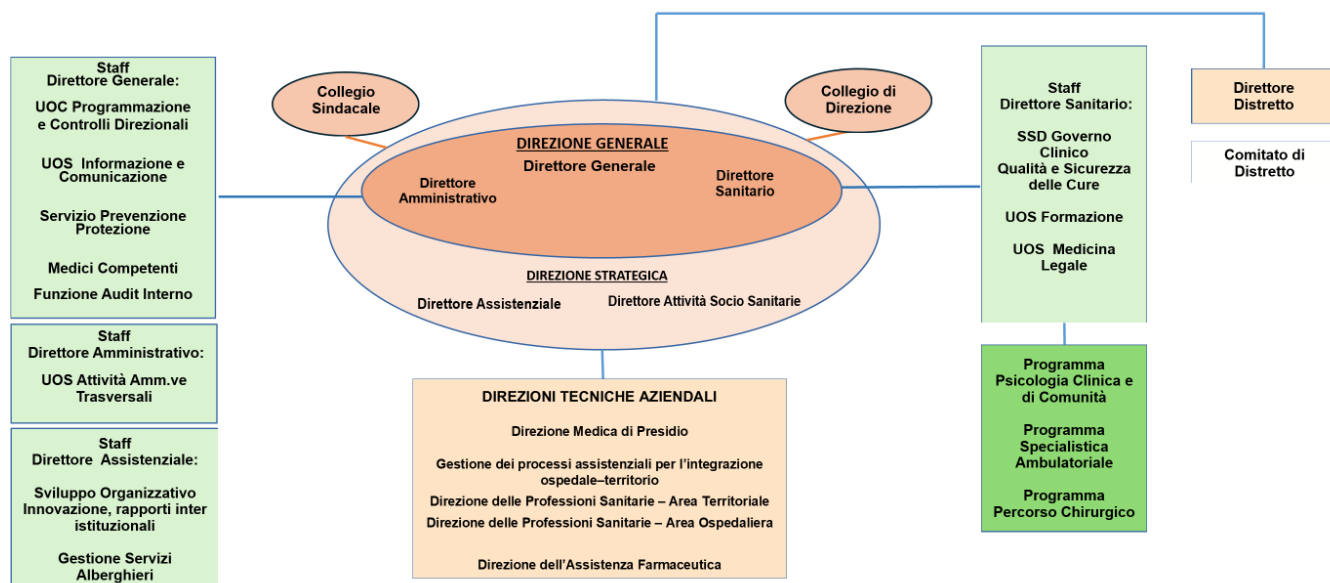 Staff
Direttore Generale:
UOC Programmazione
e Controlli Direzionali
UOS Informazione e
Comunicazione
Servizio Prevenzione
Protezione
Medici Competenti
Funzione Audit Interno
Staff
Direttore Amministrativo:
UOS Attività Amm.ve
Trasversali
Staff
Direttore Assistenziale:
Sviluppo Organizzativo
Innovazione, rapporti inter
istituzionali
Gestione Servizi
Alberghieri
Collegio
Sindacale
Collegio di
Direzione
DIREZIONE GENERALE
Direttore Generale
Direttore
Amministrativo
Direttore
Sanitario
DIREZIONE STRATEGICA
Direttore Assistenziale
Direttore Attività Socio Sanitarie
DIREZIONI TECNICHE AZIENDALI
Direzione Medica di Presidio
Gestione dei processi assistenziali per l’integrazione
ospedale–territorio
Direzione delle Professioni Sanitarie – Area Territoriale
Direzione delle Professioni Sanitarie – Area Ospedaliera
Direzione dell’Assistenza Farmaceutica
Staff
Direttore Sanitario:
SSD Governo
Clinico
Qualità e Sicurezza
delle Cure
UOS Formazione
UOS Medicina
Legale
Programma
Psicologia Clinica e
di Comunità
Programma
Specialistica
Ambulatoriale
Programma
Percorso Chirurgico
Direttore
Distretto
Comitato di
Distretto